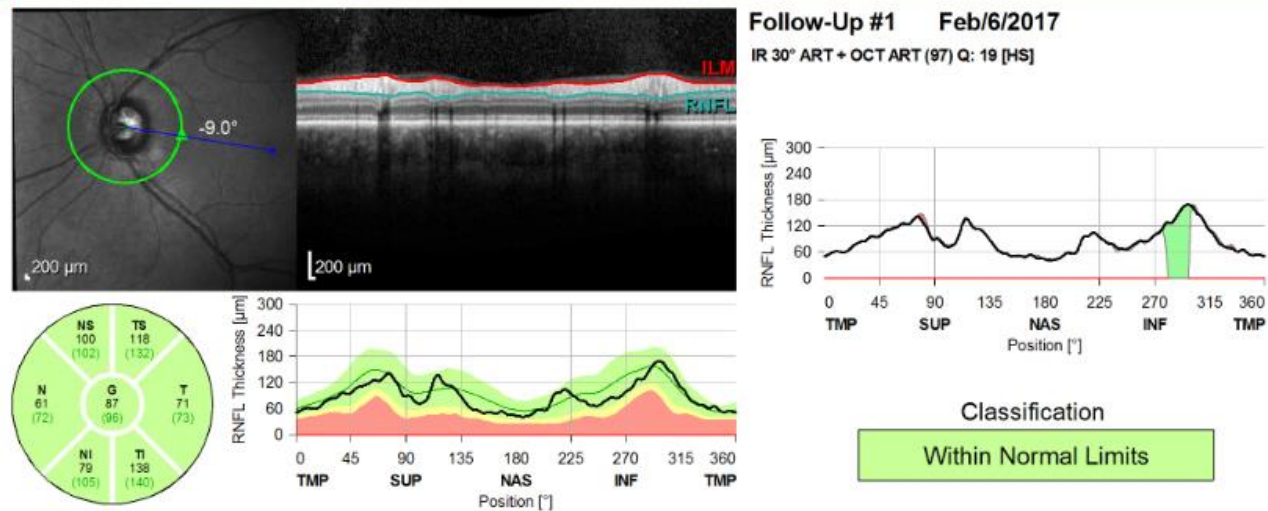 Follow-Up #1 Feb/6/2017
IR 30° ART + OCT ART (97) Q: 19 [HS]
-9.0°
200 µm
ILM
RNFL
200 µm
NS
100
(102)
TS
118
(132)
N
61
(72)
G
87
(96)
T
71
(73)
NI
79
(105)
TI
138
(140)
RNFL Thickness [µm]
300
240
180
120
60
0
0 45 90 135 180 225 270 315 360
TMP SUP NAS INF TMP
Position [°]
RNFL Thickness [µm]
300
240
180
120
60
0
0 45 90 135 180 225 270 315 360
TMP SUP NAS INF TMP
Position [°]
Classification
Within Normal Limits